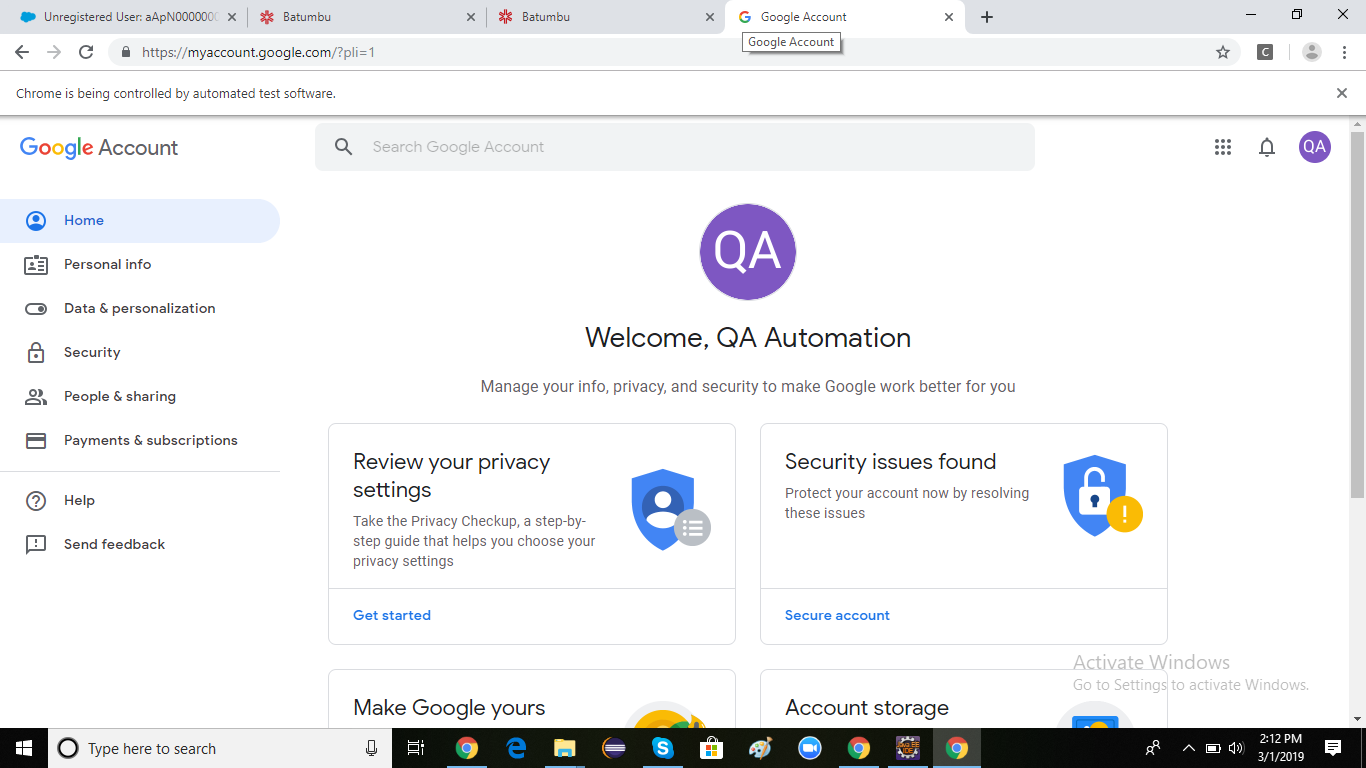 Unregistered User: aApN000000
Batumbu
Batumbu
Google Account
Google Account
https://myaccount.google.com/?pli=1
C
Chrome is being controlled by automated test software.
Google Account
Search Google Account
QA
Home
Personal info
Data & personalization
Security
People & sharing
Payments & subscriptions
Help
Send feedback
QA
Welcome, QA Automation
Manage your info, privacy, and security to make Google work better for you
Review your privacy
settings
Take the Privacy Checkup, a step-by-
step guide that helps you choose your
privacy settings
Get started
Security issues found
Protect your account now by resolving
these issues
Secure account
Make Google yours
Account storage
Activate Windows
Go to Settings to activate Windows.
Type here to search
2:12 PM
3/1/2019